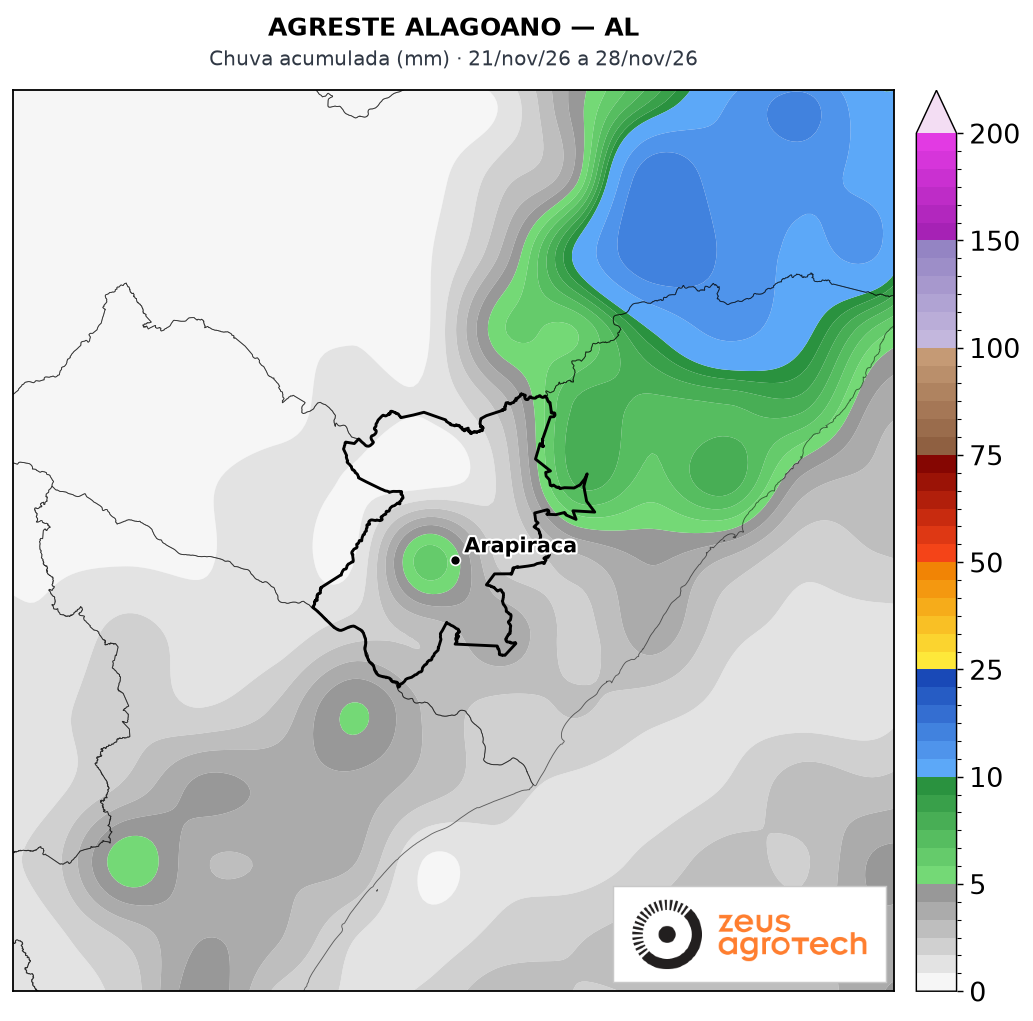 AGRESTE ALAGOANO — AL
Chuva acumulada (mm) · 21/nov/26 a 28/nov/26
200
150
100
75
50
25
10
5
0
Arapiraca
zeus
agrotech